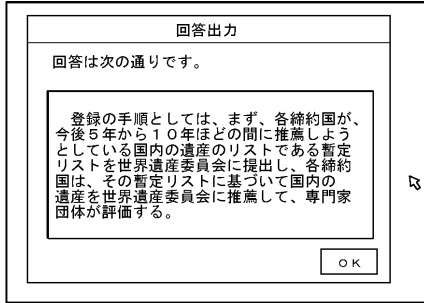 回答出力
回答は次の通りです。
登録の手順としては、まず、各締約国が、
今後5年から10年ほどの間に推薦しよう
としている国内の遺産のリストである暫定
リストを世界遺産委員会に提出し、各締約
国は、その暫定リストに基づいて国内の
遺産を世界遺産委員会に推薦して、専門家
団体が評価する。
OK